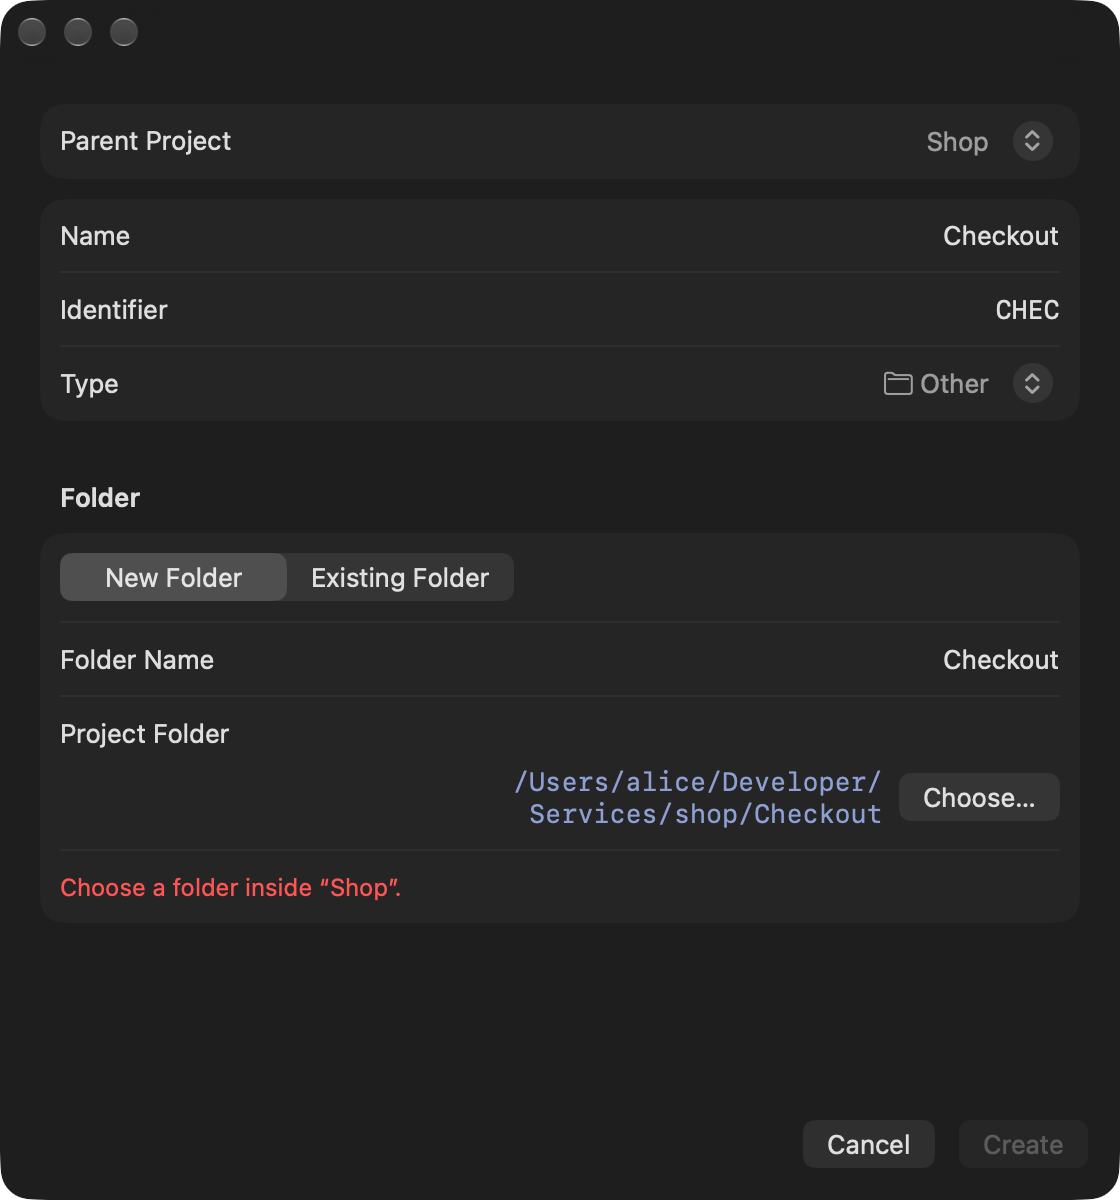 Parent Project
Shop
Name
Checkout
Identifier
CHEC
Type
Other
Folder
New Folder
Existing Folder
Folder Name
Checkout
Project Folder
/Users/alice/Developer/
Services/shop/Checkout
Choose…
Choose a folder inside “Shop”.
Cancel
Create